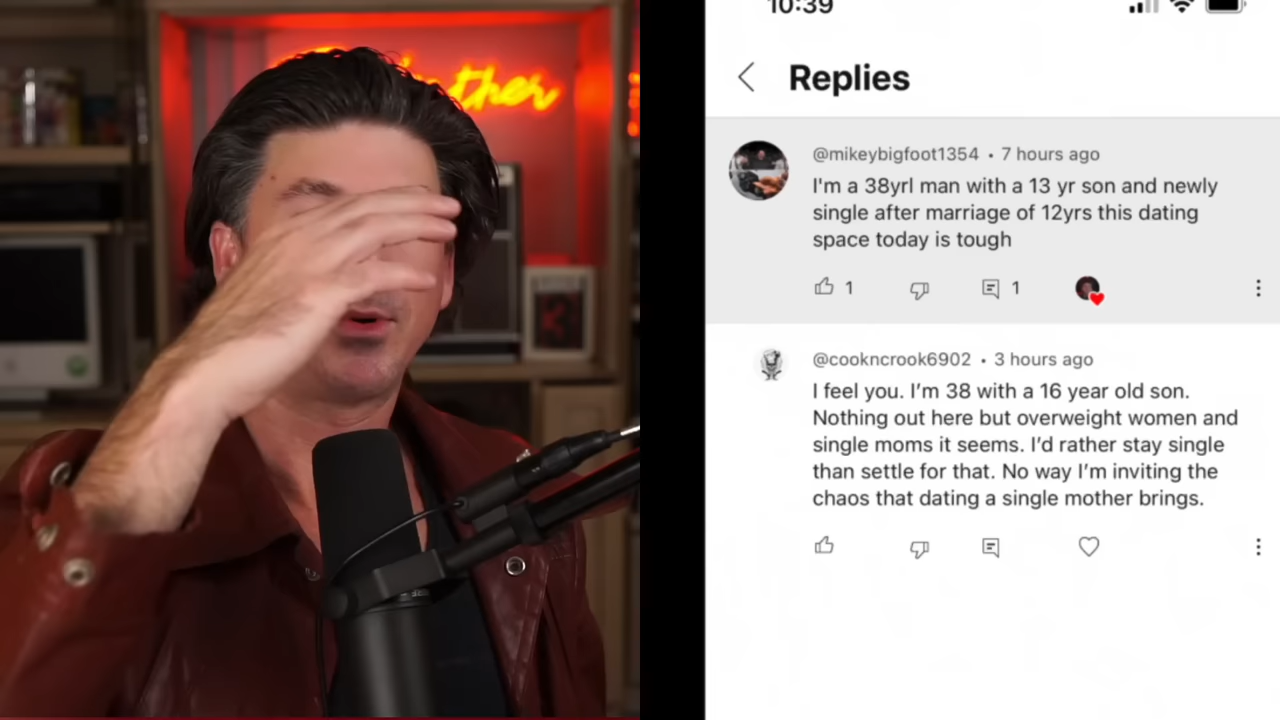 ther
10:39
Replies
@mikeybigfoot1354 • 7 hours ago
I'm a 38yrl man with a 13 yr son and newly
single after marriage of 12yrs this dating
space today is tough
1
1
@cookncrook6902 • 3 hours ago
I feel you. I'm 38 with a 16 year old son.
Nothing out here but overweight women and
single moms it seems. I'd rather stay single
than settle for that. No way I'm inviting the
chaos that dating a single mother brings.